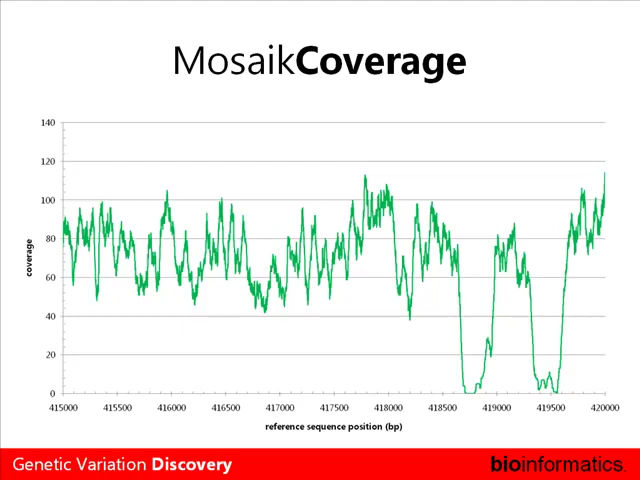 MosaikCoverage
140
120
100
80
60
40
20
0
coverage
415000 415500 416000 416500 417000 417500 418000 418500 419000 419500 420000
reference sequence position (bp)
Genetic Variation Discovery
bioinformatics.